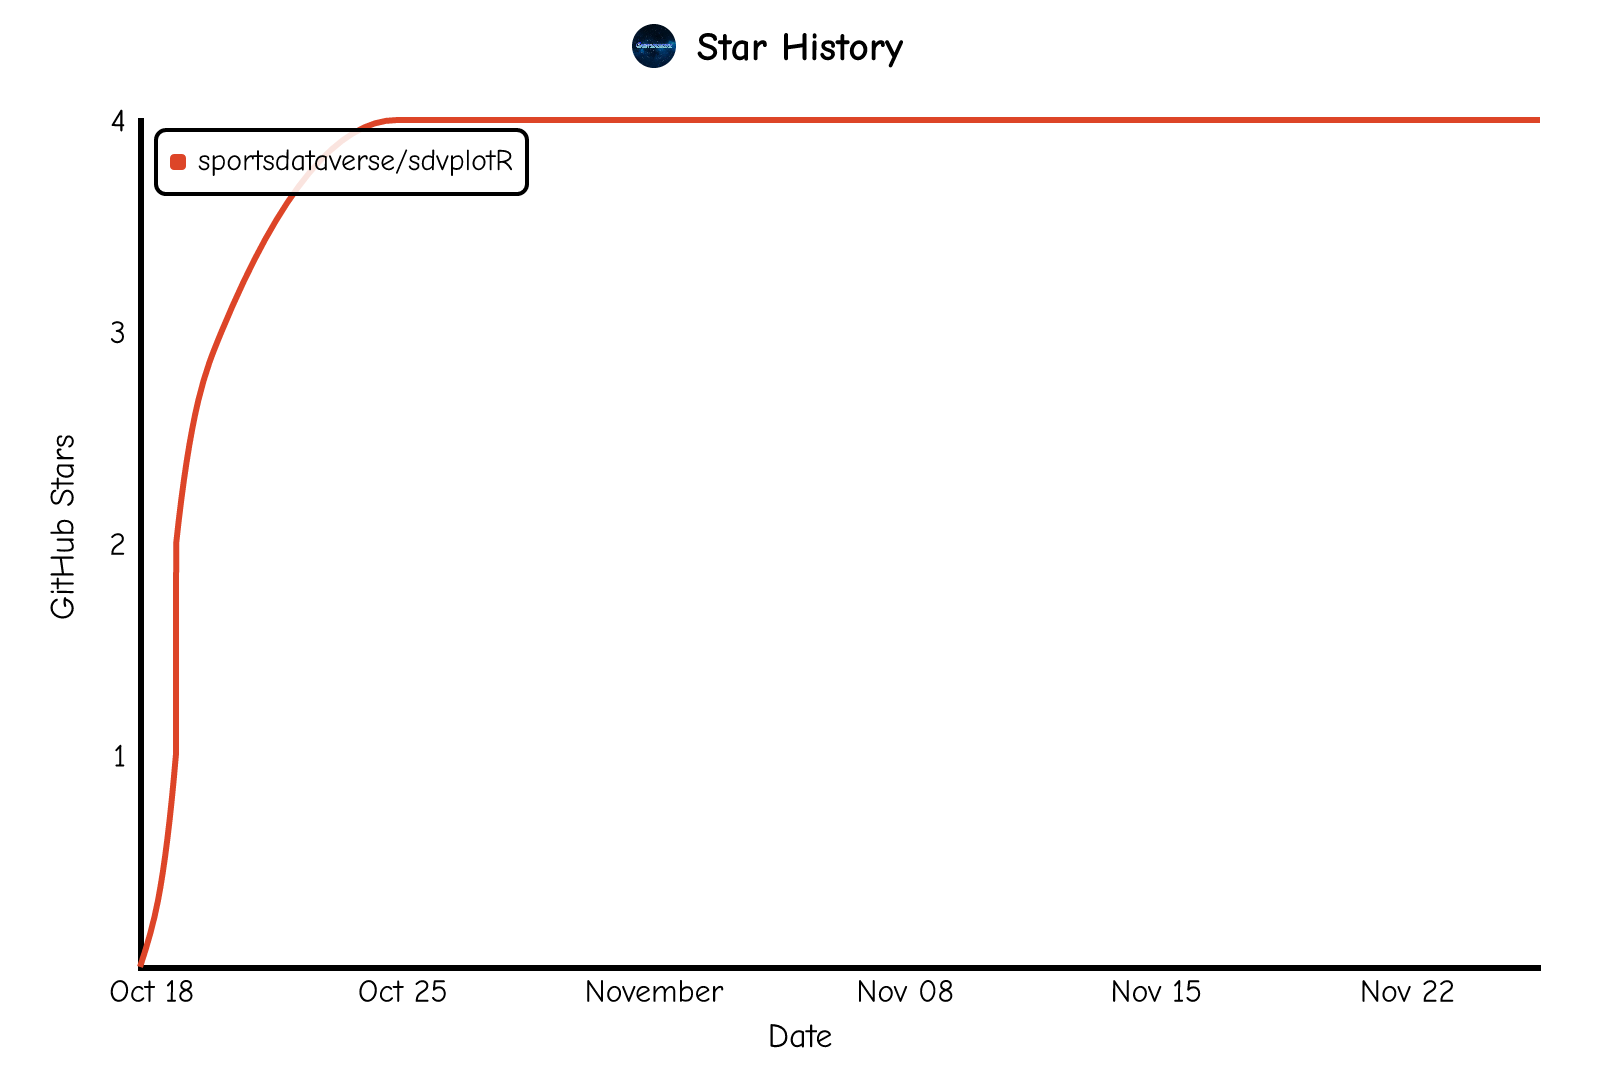 Star History
sportsdataverse/sdvplotR
4
3
2
1
GitHub Stars
Oct 18
Oct 25
November
Nov 08
Nov 15
Nov 22
Date